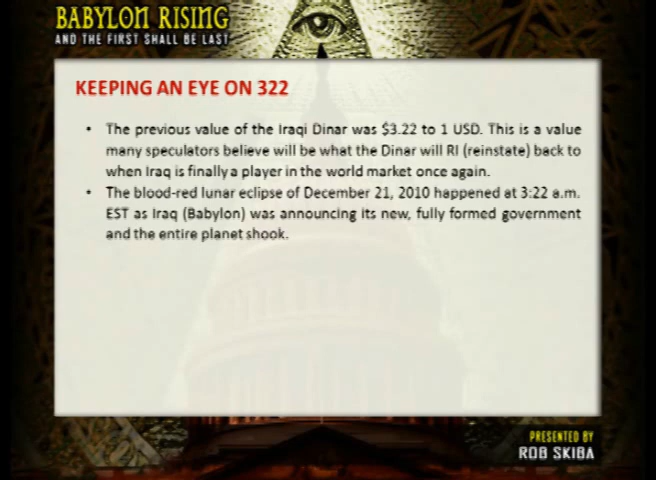 BABYLON RISING
AND THE FIRST SHALL BE LAST
KEEPING AN EYE ON 322
• The previous value of the Iraqi Dinar was $3.22 to 1 USD. This is a value
many speculators believe will be what the Dinar will RI (reinstate) back to
when Iraq is finally a player in the world market once again.
• The blood-red lunar eclipse of December 21, 2010 happened at 3:22 a.m.
EST as Iraq (Babylon) was announcing its new, fully formed government
and the entire planet shook.
PRESENTED BY
ROB SKIBA